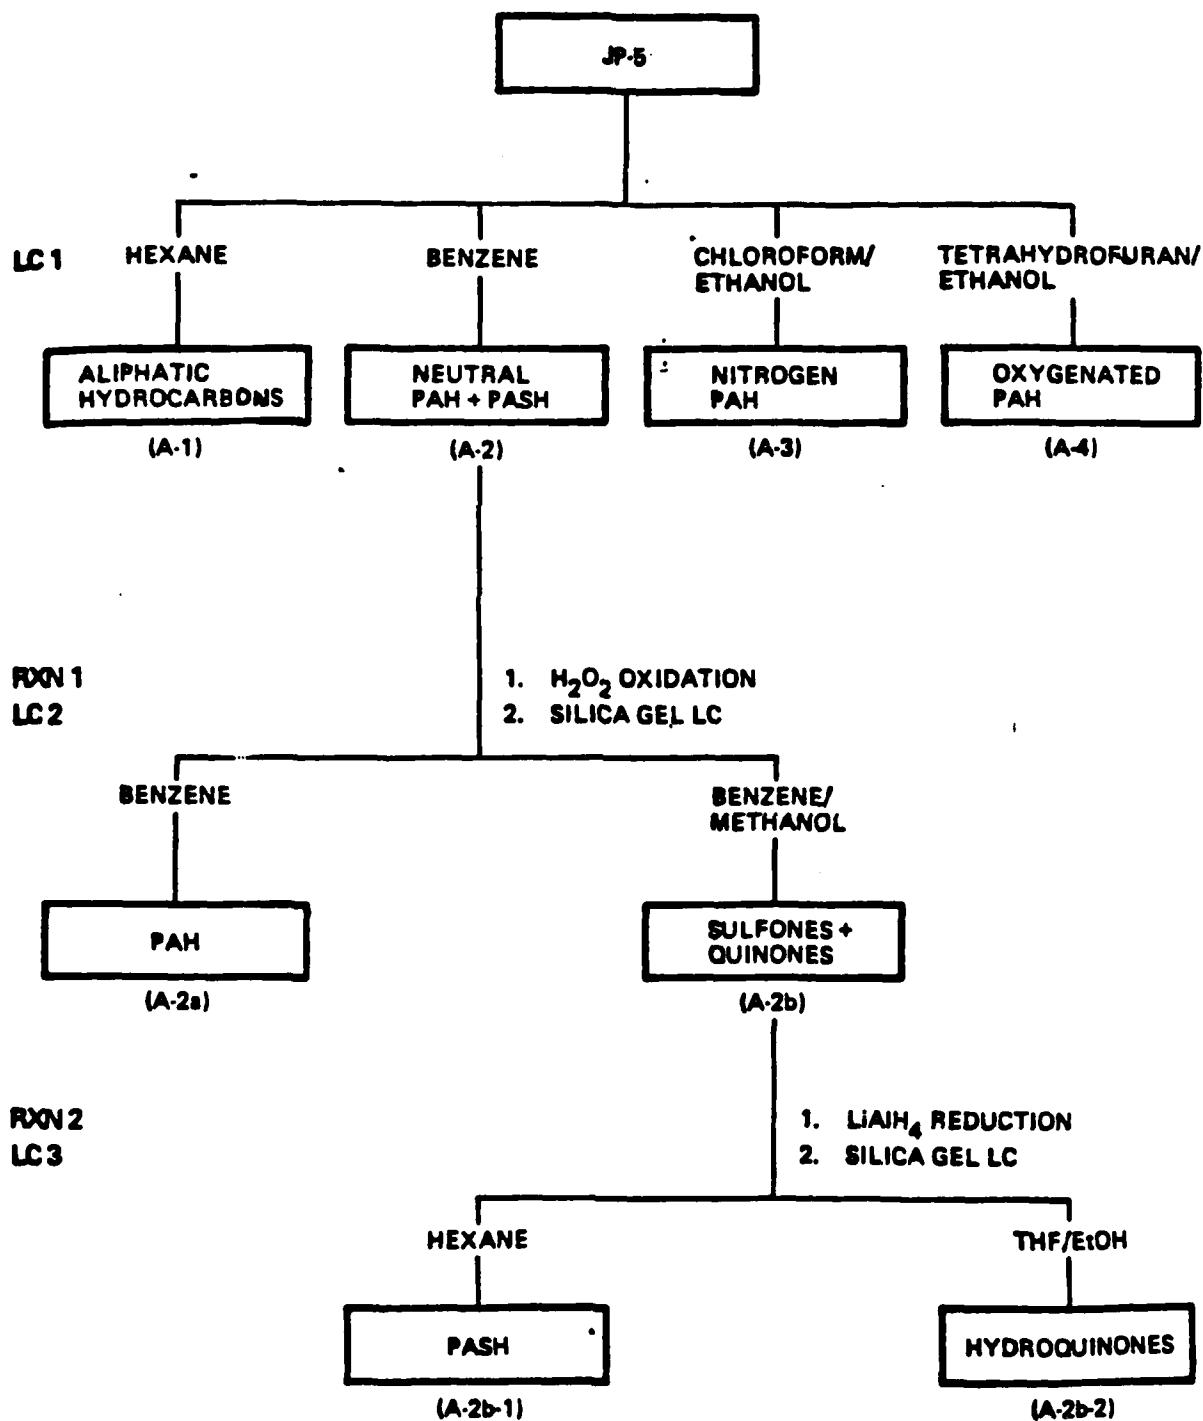 JP-5
LC 1
HEXANE
BENZENE
CHLOROFORM/
ETHANOL
TETRAHYDROFURAN/
ETHANOL
ALIPHATIC
HYDROCARBONS
NEUTRAL
PAH + PASH
NITROGEN
PAH
OXYGENATED
PAH
(A-1)
(A-2)
(A-3)
(A-4)
RXN 1
LC 2
1. H₂O₂ OXIDATION
2. SILICA GEL LC
BENZENE
BENZENE/
METHANOL
PAH
SULFONES +
QUINONES
(A-2a)
(A-2b)
RXN 2
LC 3
1. LiAlH₄ REDUCTION
2. SILICA GEL LC
HEXANE
THF/EtOH
PASH
HYDROQUINONES
(A-2b-1)
(A-2b-2)